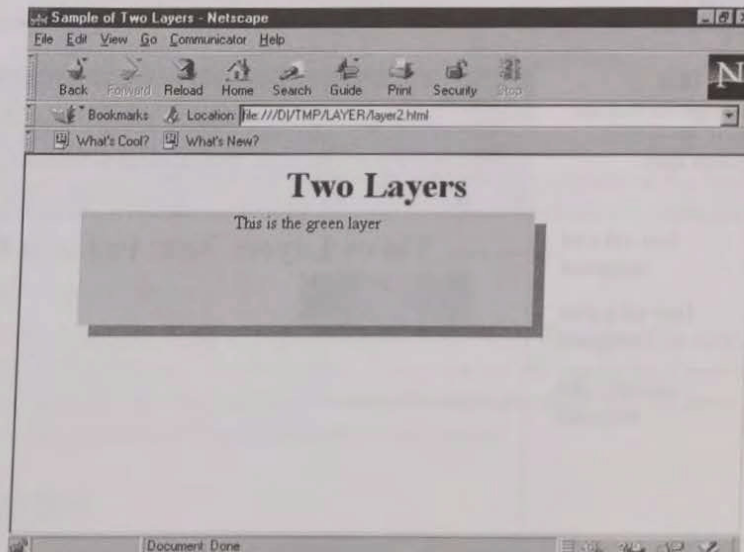 Sample of Two Layers - Netscape
File Edit View Go Communicator Help
Back Forward Reload Home Search Guide Print Security Stop
N
Bookmarks Location: file:///D|/TMP/LAYER/layer2.html
What's Cool? What's New?
Two Layers
This is the green layer
Document: Done